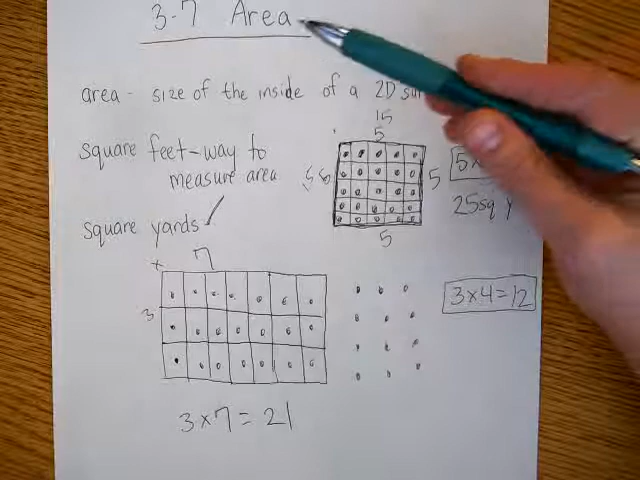 3-7 Area
area - size of the inside of a 2D
15
5
square feet - way to
measure area
5
5
25sq y
square yards
5
7
3
3x4=12
3x7=21